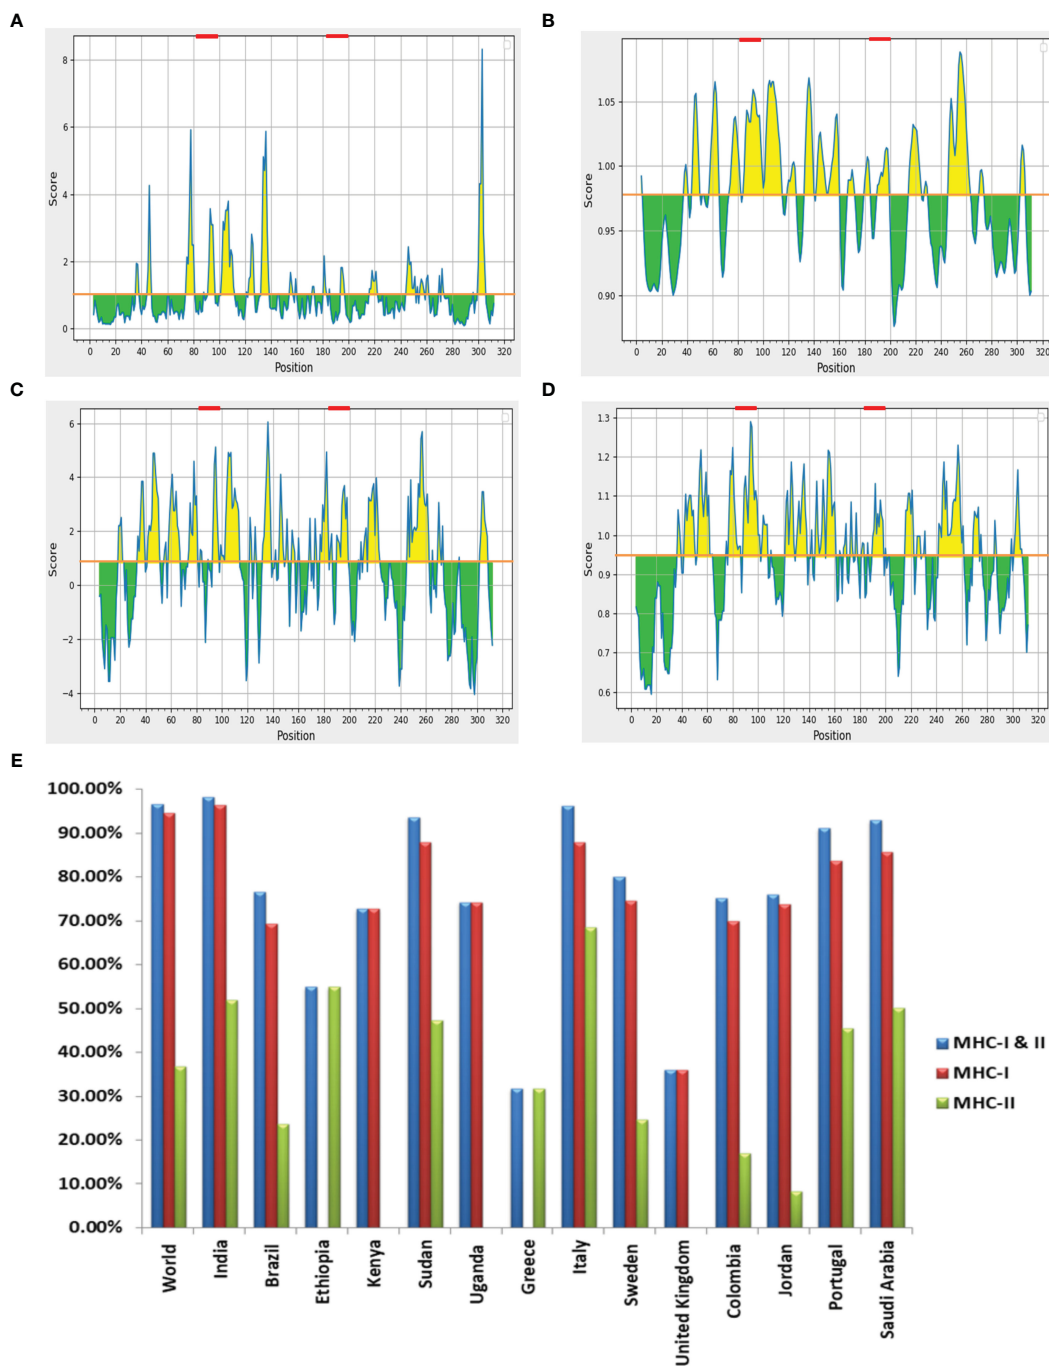 A
8
6
4
2
0
Score
0 20 40 60 80 100 120 140 160 180 200 220 240 260 280 300 320
Position
B
1.05
1.00
0.95
0.90
Score
0 20 40 60 80 100 120 140 160 180 200 220 240 260 280 300 320
Position
C
6
4
2
0
−2
−4
Score
0 20 40 60 80 100 120 140 160 180 200 220 240 260 280 300 320
Position
D
1.3
1.2
1.1
1.0
0.9
0.8
0.7
0.6
Score
0 20 40 60 80 100 120 140 160 180 200 220 240 260 280 300 320
Position
E
100.00%
90.00%
80.00%
70.00%
60.00%
50.00%
40.00%
30.00%
20.00%
10.00%
0.00%
World
India
Brazil
Ethiopia
Kenya
Sudan
Uganda
Greece
Italy
Sweden
United Kingdom
Colombia
Jordan
Portugal
Saudi Arabia
MHC-I & II
MHC-I
MHC-II